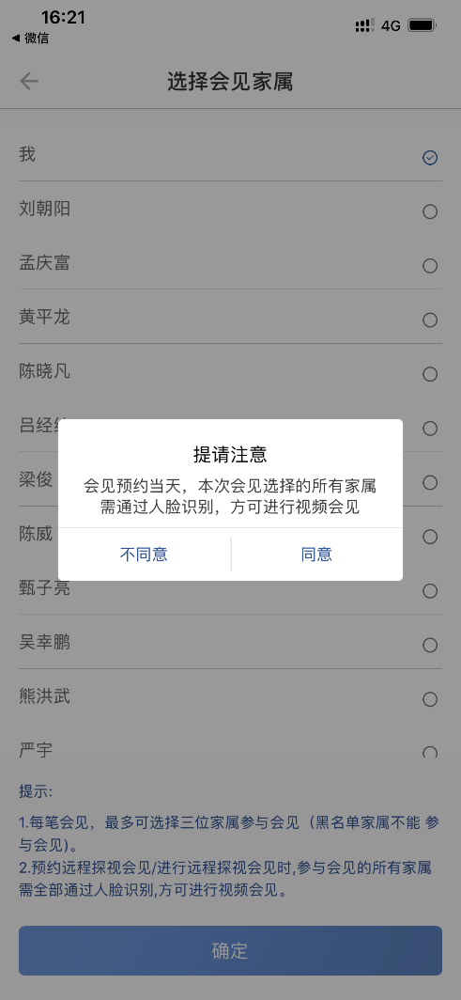 16:21
4G
◀ 微信
选择会见家属
我
刘朝阳
孟庆富
黄平龙
陈晓凡
吕经
梁俊
陈威
甄子亮
吴幸鹏
熊洪武
严宇
提请注意
会见预约当天，本次会见选择的所有家属
需通过人脸识别，方可进行视频会见
不同意
同意
提示:
1.每笔会见，最多可选择三位家属参与会见（黑名单家属不能 参
与会见)。
2.预约远程探视会见/进行远程探视会见时,参与会见的所有家属
需全部通过人脸识别,方可进行视频会见。
确定